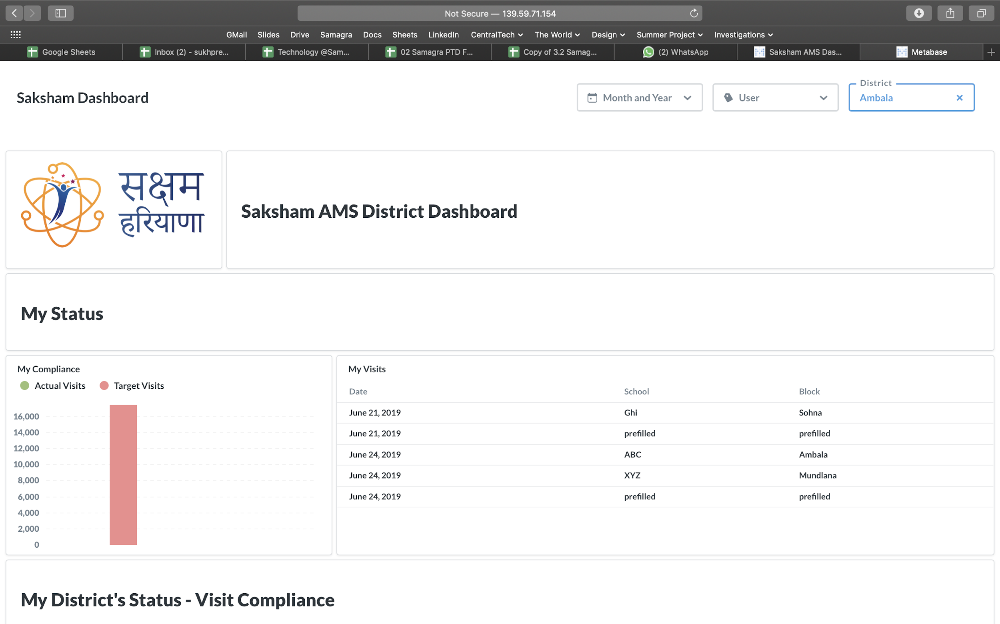 Not Secure — 139.59.71.154
GMail Slides Drive Samagra Docs Sheets LinkedIn CentralTech The World Design Summer Project Investigations
Google Sheets Inbox (2) - sukhpre... Technology @Sam... 02 Samagra PTD F... Copy of 3.2 Samag... (2) WhatsApp Saksham AMS Das... Metabase
Saksham Dashboard
Month and Year
User
District
Ambala
सक्षम
हरियाणा
Saksham AMS District Dashboard
My Status
My Compliance
Actual Visits Target Visits
16,000
14,000
12,000
10,000
8,000
6,000
4,000
2,000
0
My Visits
Date School Block
June 21, 2019 Ghi Sohna
June 21, 2019 prefilled prefilled
June 24, 2019 ABC Ambala
June 24, 2019 XYZ Mundlana
June 24, 2019 prefilled prefilled
My District's Status - Visit Compliance